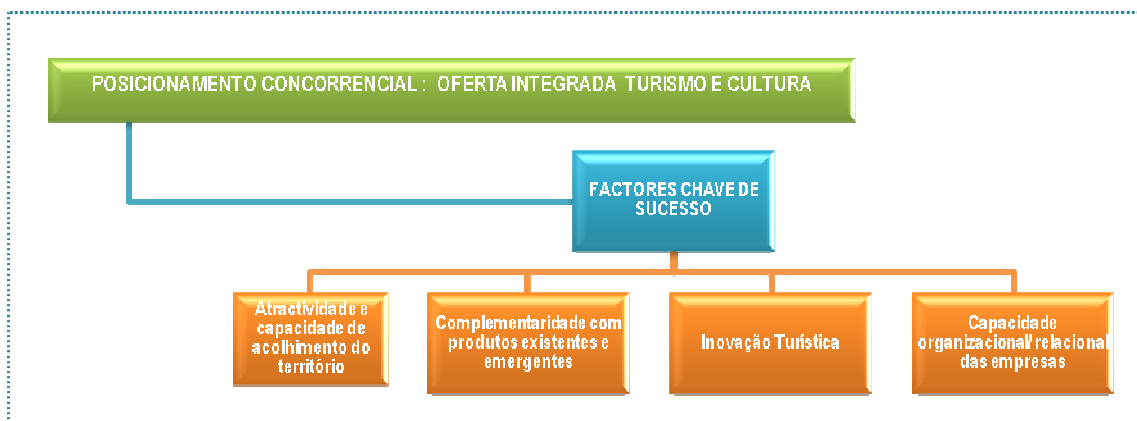 POSICIONAMENTO CONCORRENCIAL : OFERTA INTEGRADA TURISMO E CULTURA
FACTORES CHAVE DE
SUCESSO
Atractividade e
capacidade de
acolhimento do
território
Complementaridade com
produtos existentes e
emergentes
Inovação Turística
Capacidade
organizacional/relacional
das empresas